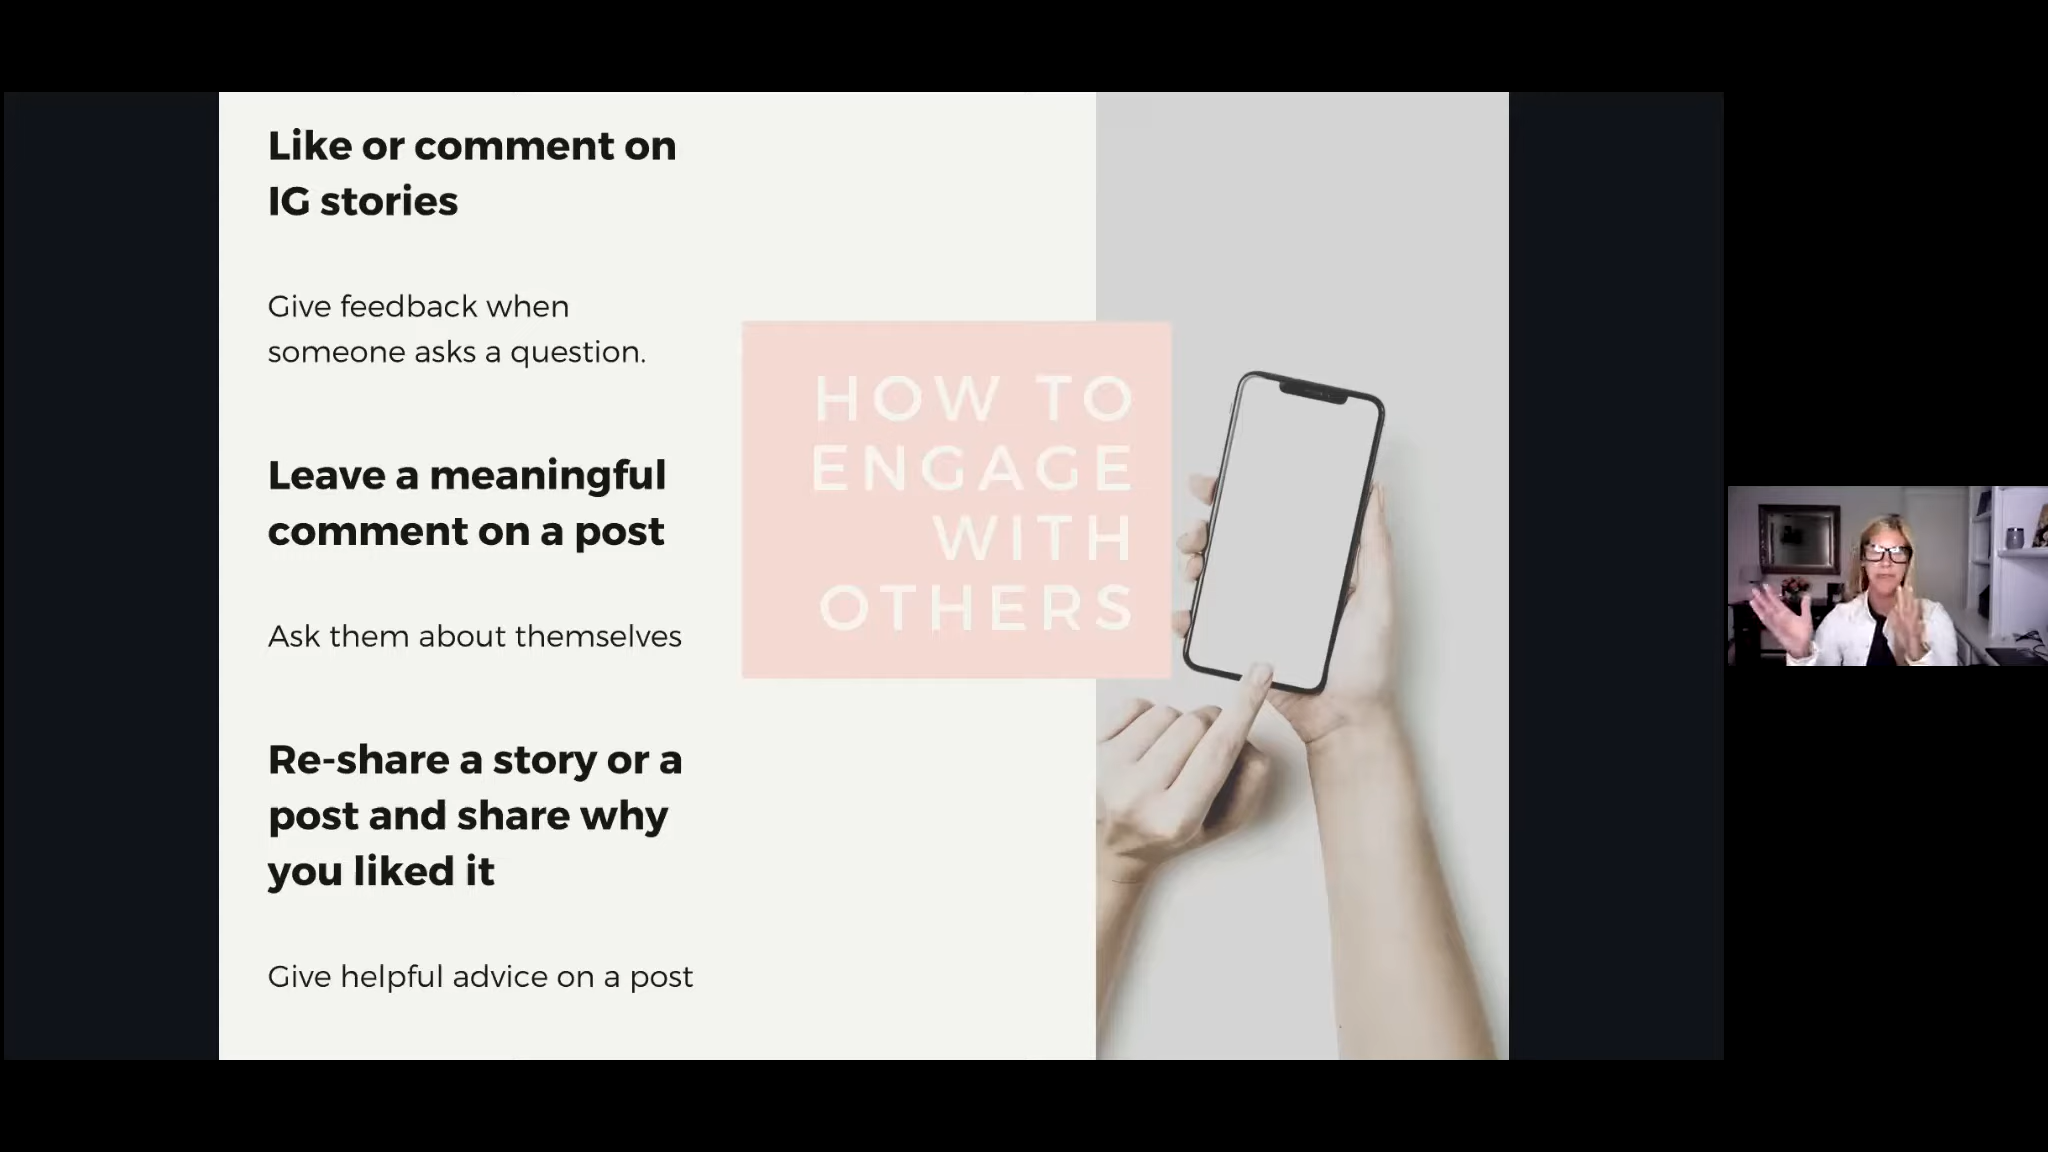 Like or comment on
IG stories
Give feedback when
someone asks a question.
Leave a meaningful
comment on a post
Ask them about themselves
Re-share a story or a
post and share why
you liked it
Give helpful advice on a post
HOW TO
ENGAGE
WITH
OTHERS